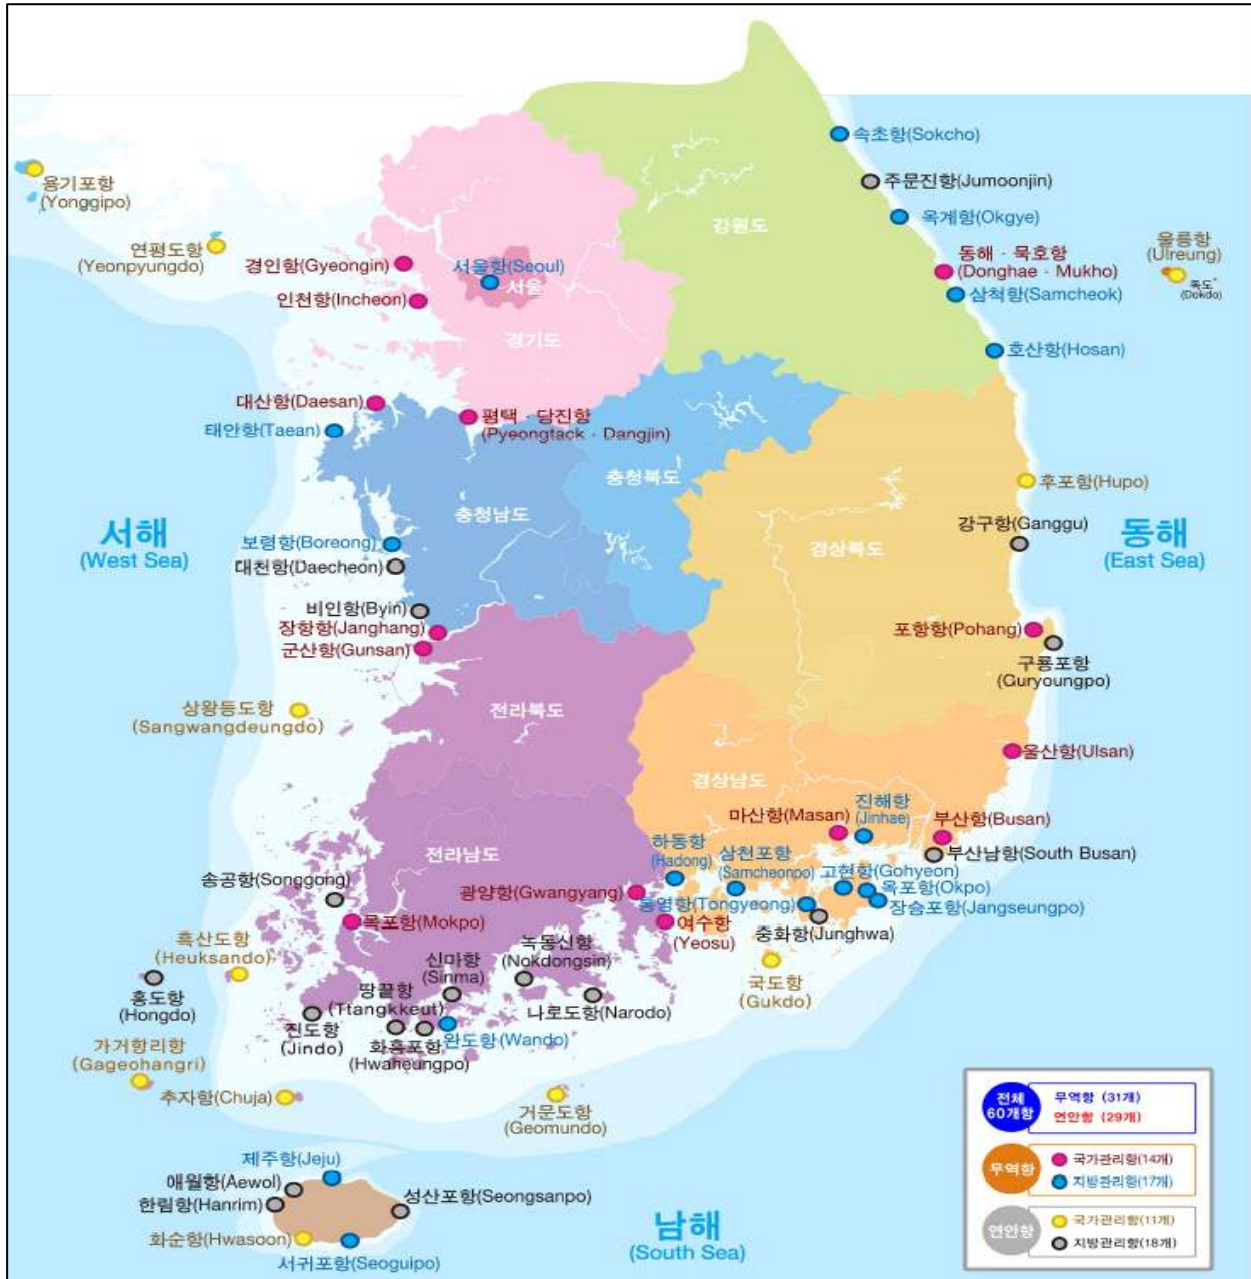 속초항(Sokcho)
주문진항(Jumoonjin)
용기포항
(Yonggipo)
옥계항(Okgye)
강원도
울릉항
(Ulreung)
연평도항
(Yeonpyungdo)
경인항(Gyeongin)
서울항(Seoul)
서울
동해 · 묵호항
(Donghae · Mukho)
독도
(Dokdo)
인천항(Incheon)
삼척항(Samcheok)
경기도
호산항(Hosan)
대산항(Daesan)
평택 · 당진항
(Pyeongtack · Dangjin)
태안항(Taean)
충청북도
후포항(Hupo)
충청남도
강구항(Ganggu)
서해
(West Sea)
보령항(Boreong)
경상북도
동해
(East Sea)
대천항(Daecheon)
비인항(Byin)
장항항(Janghang)
포항항(Pohang)
군산항(Gunsan)
구룡포항
(Guryoungpo)
상왕등도항
(Sangwangdeungdo)
전라북도
울산항(Ulsan)
경상남도
마산항(Masan)
진해항
(Jinhae)
부산항(Busan)
하동항
(Hadong)
삼천포항
(Samcheonpo)
부산남항(South Busan)
전라남도
고현항(Gohyeon)
송공항(Songgong)
광양항(Gwangyang)
옥포항(Okpo)
통영항(Tongyeong)
장승포항(Jangseungpo)
목포항(Mokpo)
여수항
(Yeosu)
중화항(Junghwa)
흑산도항
(Heuksando)
녹동신항
(Nokdongsin)
신마항
(Sinma)
국도항
(Gukdo)
홍도항
(Hongdo)
땅끝항
(Ttangkkeut)
나로도항(Narodo)
진도항
(Jindo)
완도항(Wando)
화흥포항
(Hwaheungpo)
가거항리항
(Gageohangri)
추자항(Chuja)
거문도항
(Geomundo)
제주항(Jeju)
애월항(Aewol)
한림항(Hanrim)
성산포항(Seongsanpo)
화순항(Hwasoon)
서귀포항(Seoguipo)
남해
(South Sea)
전체
60개항
무역항 (31개)
연안항 (29개)
무역항
국가관리항(14개)
지방관리항(17개)
연안항
국가관리항(11개)
지방관리항(18개)